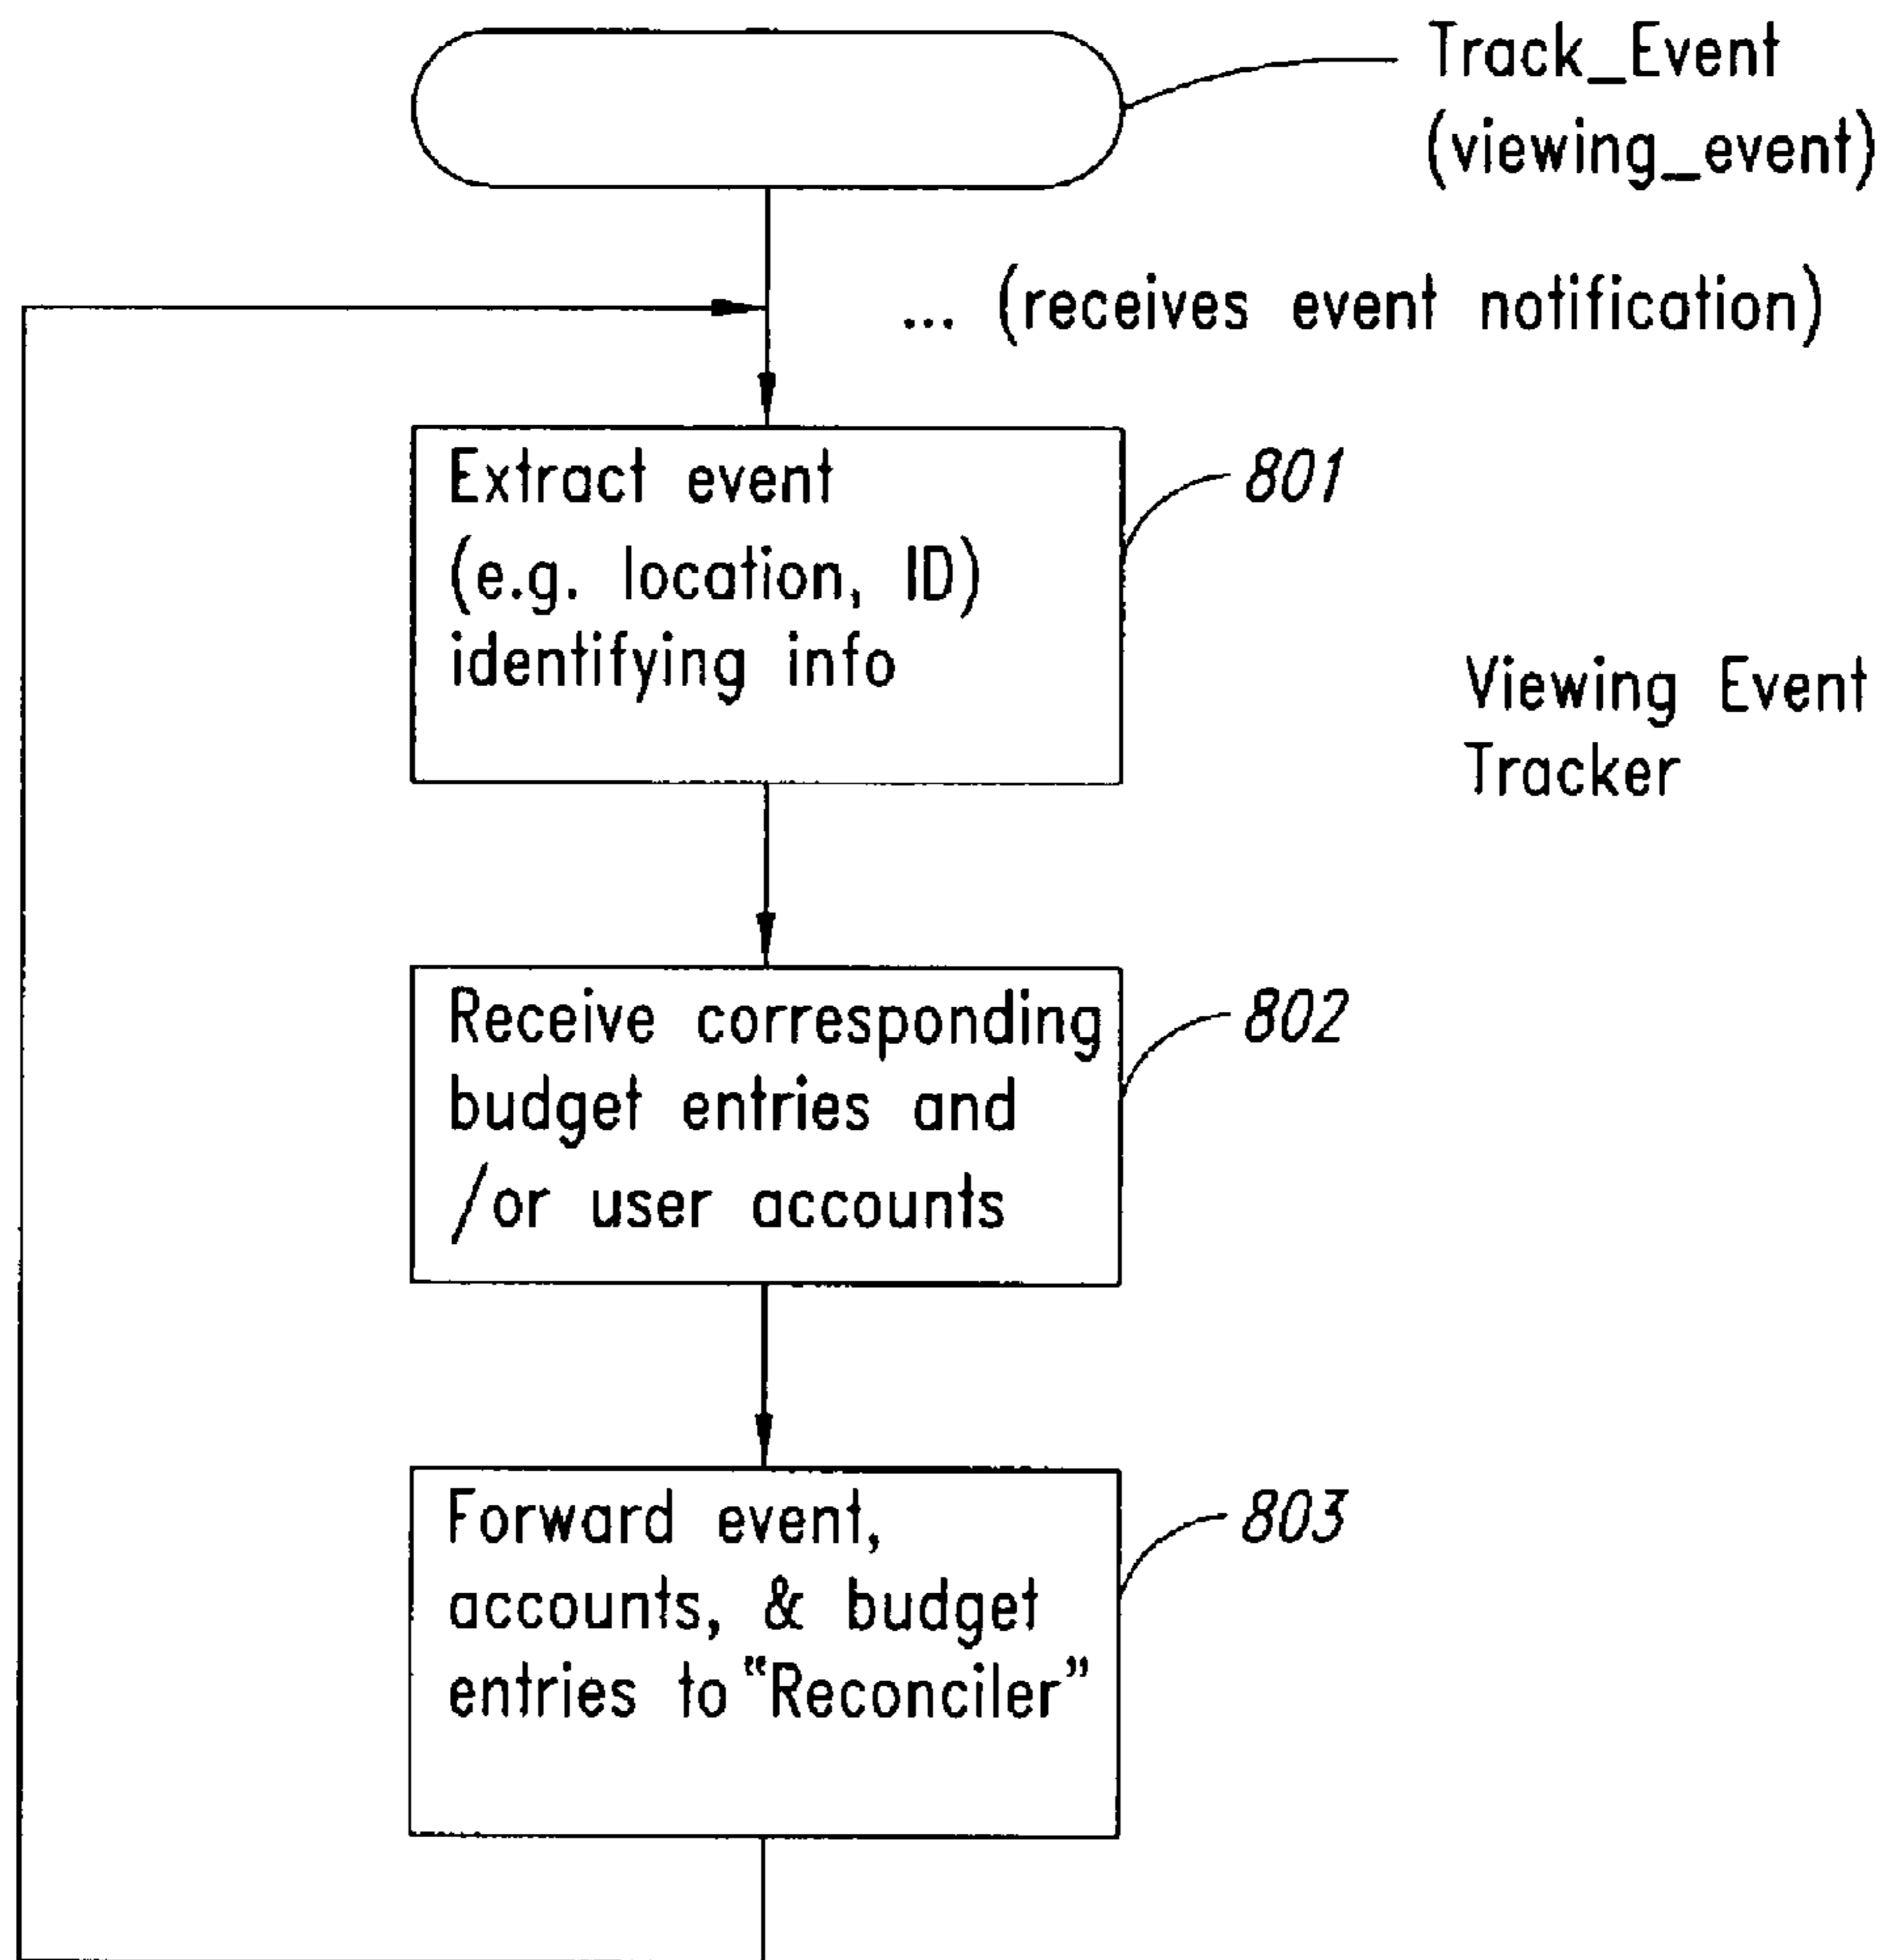 Track_Event
(viewing_event)
... (receives event notification)
Extract event
(e.g. location, ID)
identifying info
801
Viewing Event
Tracker
Receive corresponding
budget entries and
/or user accounts
802
Forward event,
accounts, & budget
entries to “Reconciler”
803